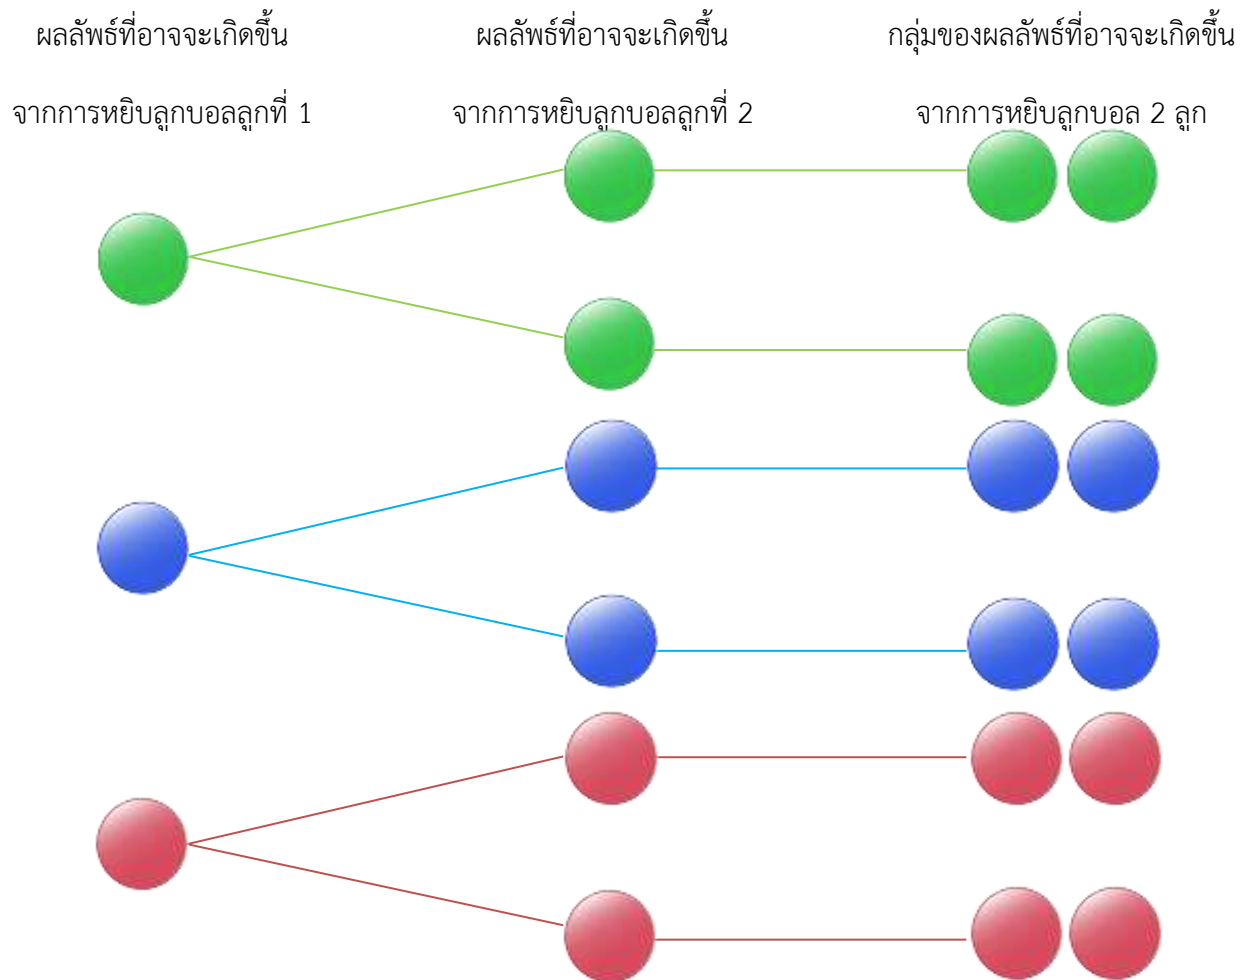 ผลลัพธ์ที่อาจจะเกิดขึ้น
จากการหยิบลูกบอลลูกที่ 1
ผลลัพธ์ที่อาจจะเกิดขึ้น
จากการหยิบลูกบอลลูกที่ 2
กลุ่มของผลลัพธ์ที่อาจจะเกิดขึ้น
จากการหยิบลูกบอล 2 ลูก